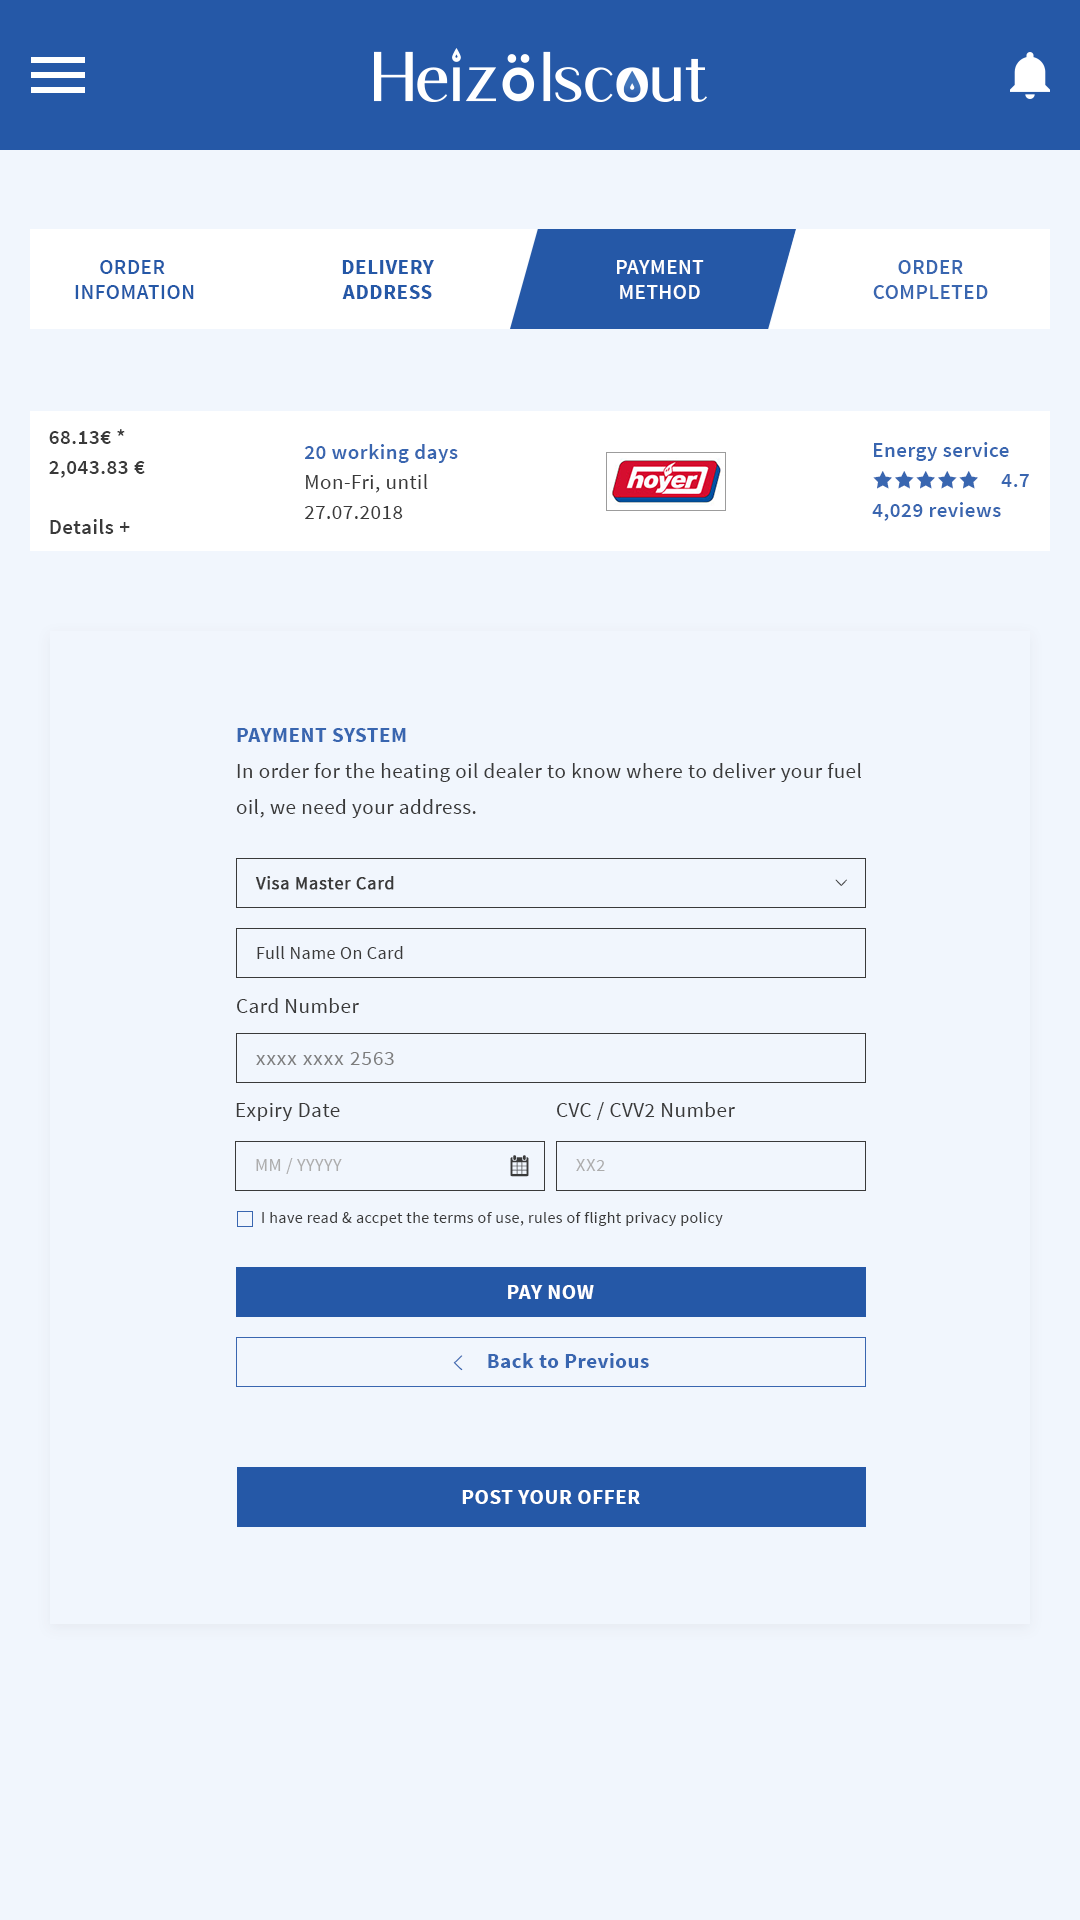 Heizölscout
ORDER
INFOMATION
DELIVERY
ADDRESS
PAYMENT
METHOD
ORDER
COMPLETED
68.13€ *
2,043.83 €
Details +
20 working days
Mon-Fri, until
27.07.2018
hoyer
Energy service
4.7
4,029 reviews
PAYMENT SYSTEM
In order for the heating oil dealer to know where to deliver your fuel
oil, we need your address.
Visa Master Card
Full Name On Card
Card Number
xxxx xxxx 2563
Expiry Date
CVC / CVV2 Number
MM / YYYYY
XX2
I have read & accpet the terms of use, rules of flight privacy policy
PAY NOW
Back to Previous
POST YOUR OFFER